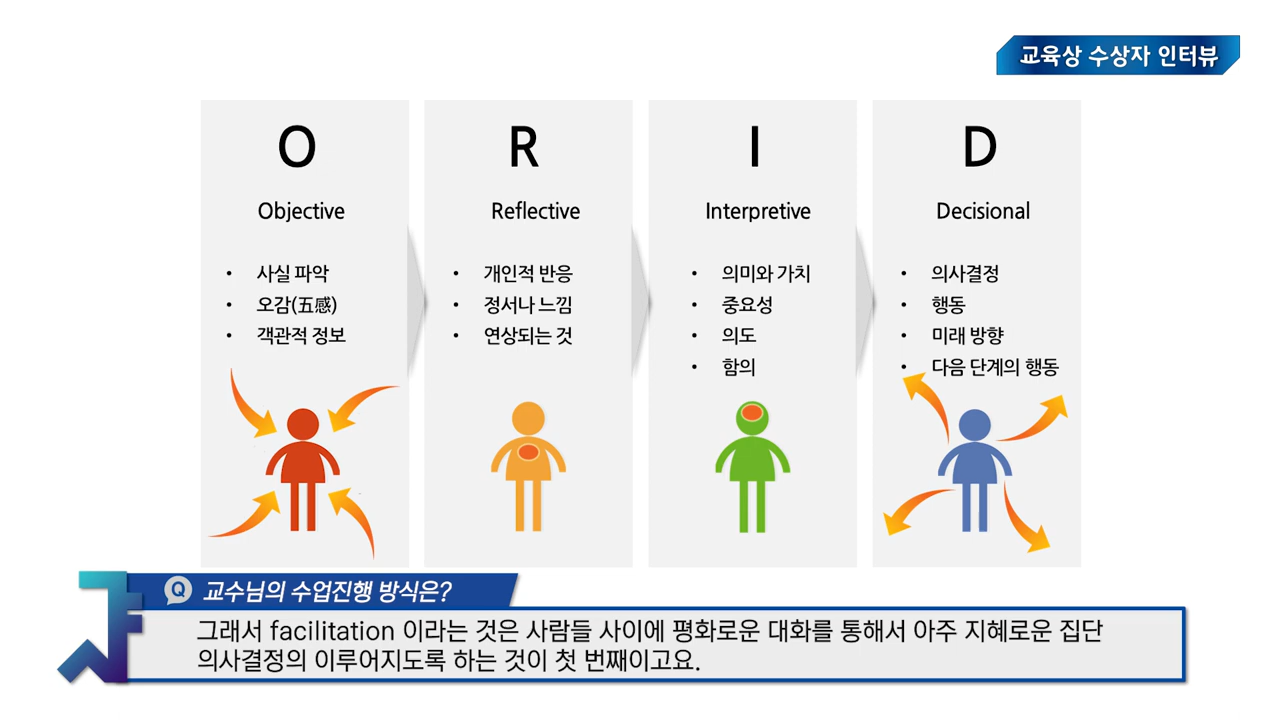 교육상 수상자 인터뷰
O
Objective
• 사실 파악
• 오감(五感)
• 객관적 정보
R
Reflective
• 개인적 반응
• 정서나 느낌
• 연상되는 것
I
Interpretive
• 의미와 가치
• 중요성
• 의도
• 함의
D
Decisional
• 의사결정
• 행동
• 미래 방향
• 다음 단계의 행동
Q 교수님의 수업진행 방식은?
그래서 facilitation 이라는 것은 사람들 사이에 평화로운 대화를 통해서 아주 지혜로운 집단
의사결정의 이루어지도록 하는 것이 첫 번째이고요.